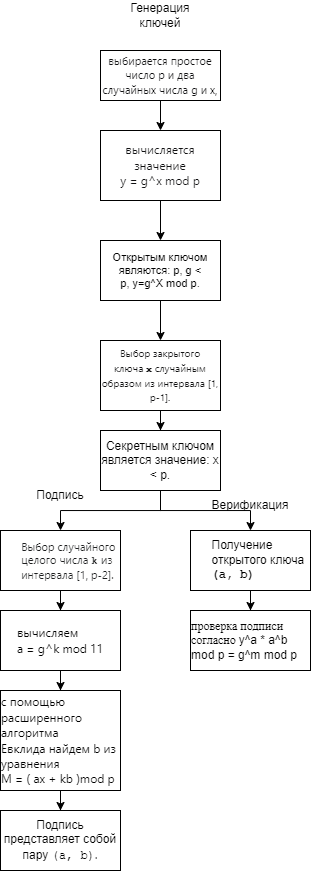 Генерация
ключей
выбирается простое
число p и два
случайных числа g и x,
вычисляется
значение
y = g^x mod p
Открытым ключом
являются: p, g <
p, y=g^X mod p.
Выбор закрытого
ключа x случайным
образом из интервала [1,
p-1].
Секретным ключом
является значение: x
< p.
Подпись
Выбор случайного
целого числа k из
интервала [1, p-2].
вычисляем
a = g^k mod 11
с помощью
расширенного
алгоритма
Евклида найдем b из
уравнения
M = ( ax + kb )mod p
Подпись
представляет собой
пару (a, b).
Верификация
Получение
открытого ключа
(a, b)
проверка подписи
согласно y^a * a^b
mod p = g^m mod p